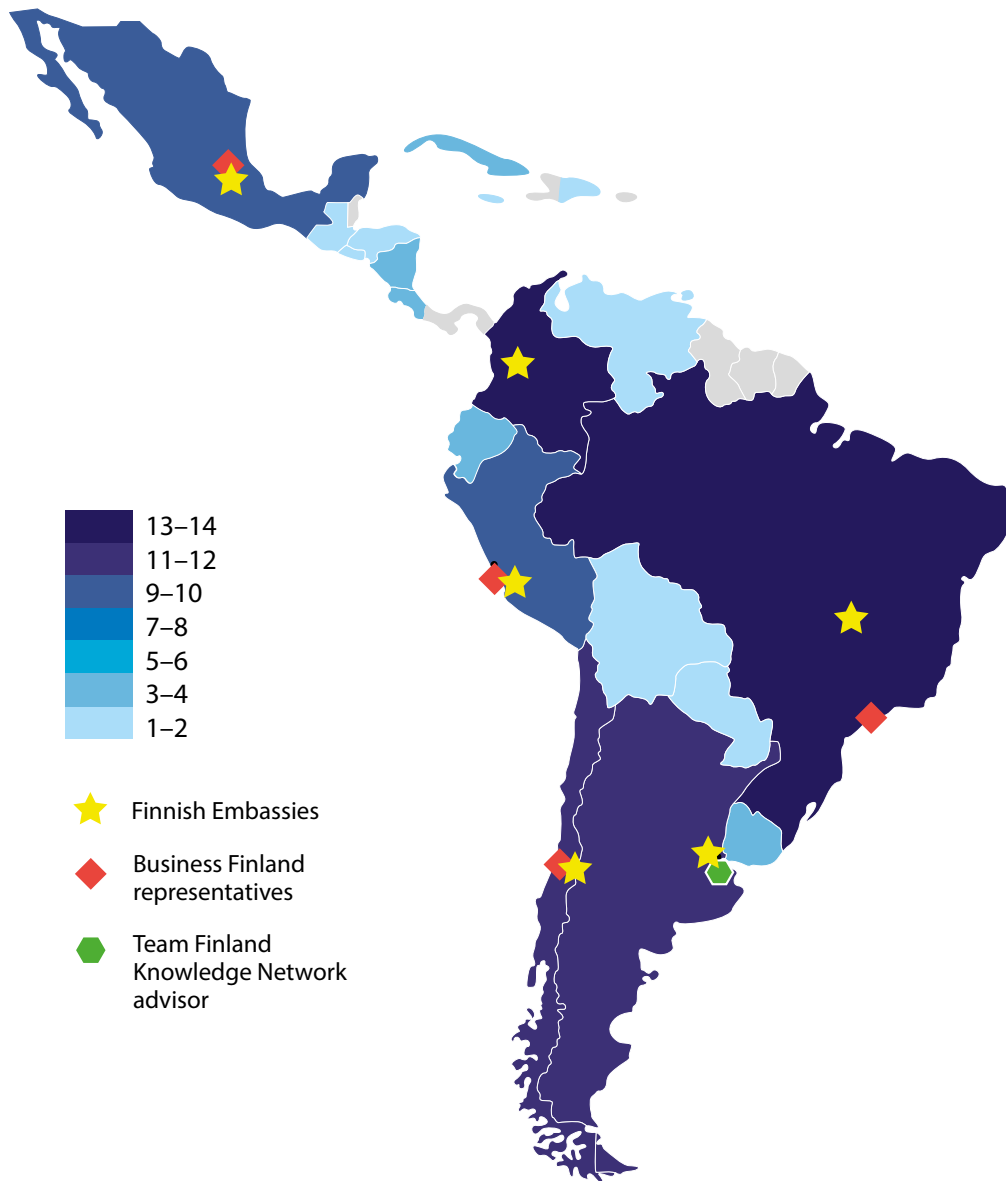 13–14
11–12
9–10
7–8
5–6
3–4
1–2
Finnish Embassies
Business Finland
representatives
Team Finland
Knowledge Network
advisor